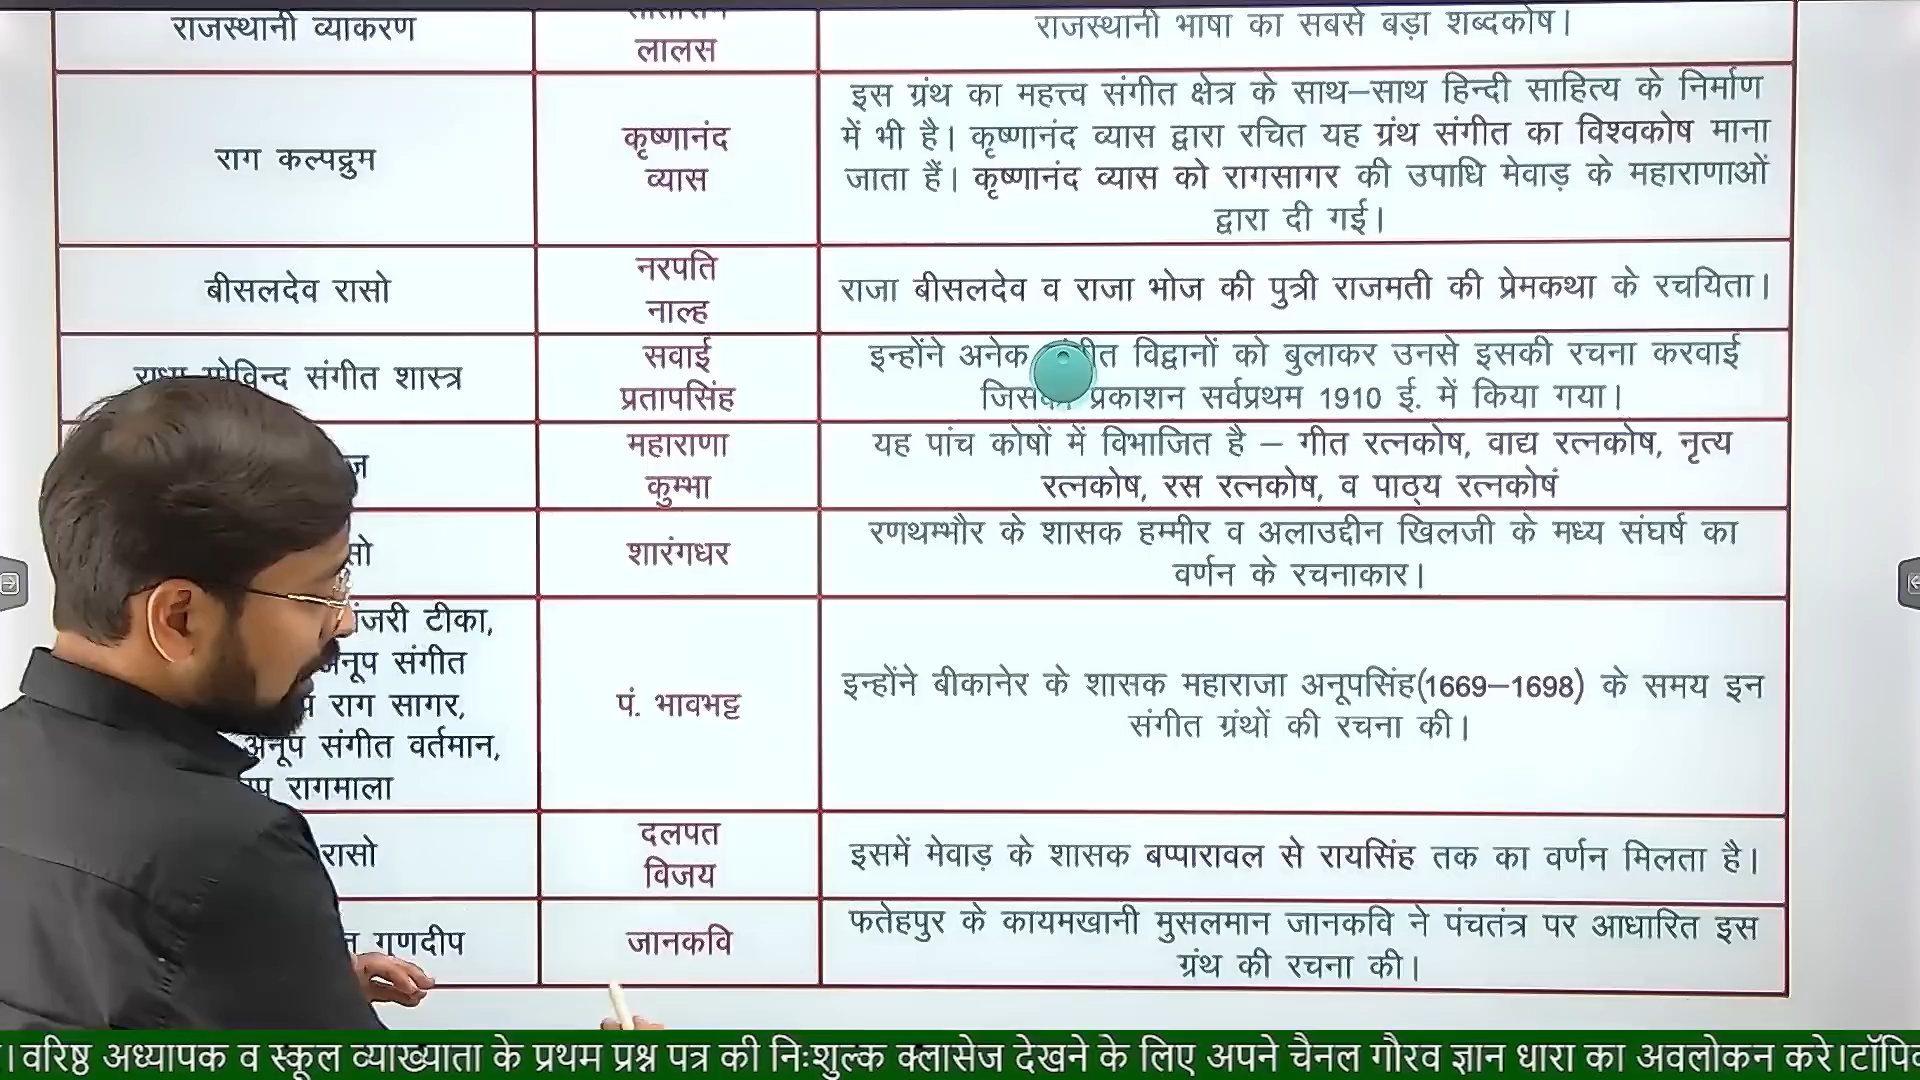 राजस्थानी व्याकरण
लालस
राजस्थानी भाषा का सबसे बड़ा शब्दकोष।
राग कल्पद्रुम
कृष्णानंद
व्यास
इस ग्रंथ का महत्त्व संगीत क्षेत्र के साथ–साथ हिन्दी साहित्य के निर्माण
में भी है। कृष्णानंद व्यास द्वारा रचित यह ग्रंथ संगीत का विश्वकोष माना
जाता हैं। कृष्णानंद व्यास को रागसागर की उपाधि मेवाड़ के महाराणाओं
द्वारा दी गई।
बीसलदेव रासो
नरपति
नाल्ह
राजा बीसलदेव व राजा भोज की पुत्री राजमती की प्रेमकथा के रचयिता।
संगीत शास्त्र
सवाई
प्रतापसिंह
इन्होंने अनेक विद्वानों को बुलाकर उनसे इसकी रचना करवाई
प्रकाशन सर्वप्रथम 1910 ई. में किया गया।
महाराणा
कुम्भा
यह पांच कोषों में विभाजित है – गीत रत्नकोष, वाद्य रत्नकोष, नृत्य
रत्नकोष, रस रत्नकोष, व पाठ्य रत्नकोषं
शारंगधर
रणथम्भौर के शासक हम्मीर व अलाउद्दीन खिलजी के मध्य संघर्ष का
वर्णन के रचनाकार।
टीका,
संगीत
राग सागर,
अनूप संगीत वर्तमान,
रागमाला
पं. भावभट्ट
इन्होंने बीकानेर के शासक महाराजा अनूपसिंह(1669–1698) के समय इन
संगीत ग्रंथों की रचना की।
रासो
दलपत
विजय
इसमें मेवाड़ के शासक बप्पारावल से रायसिंह तक का वर्णन मिलता है।
गुणदीप
जानकवि
फतेहपुर के कायमखानी मुसलमान जानकवि ने पंचतंत्र पर आधारित इस
ग्रंथ की रचना की।
। वरिष्ठ अध्यापक व स्कूल व्याख्याता के प्रथम प्रश्न पत्र की निःशुल्क क्लासेज देखने के लिए अपने चैनल गौरव ज्ञान धारा का अवलोकन करे।